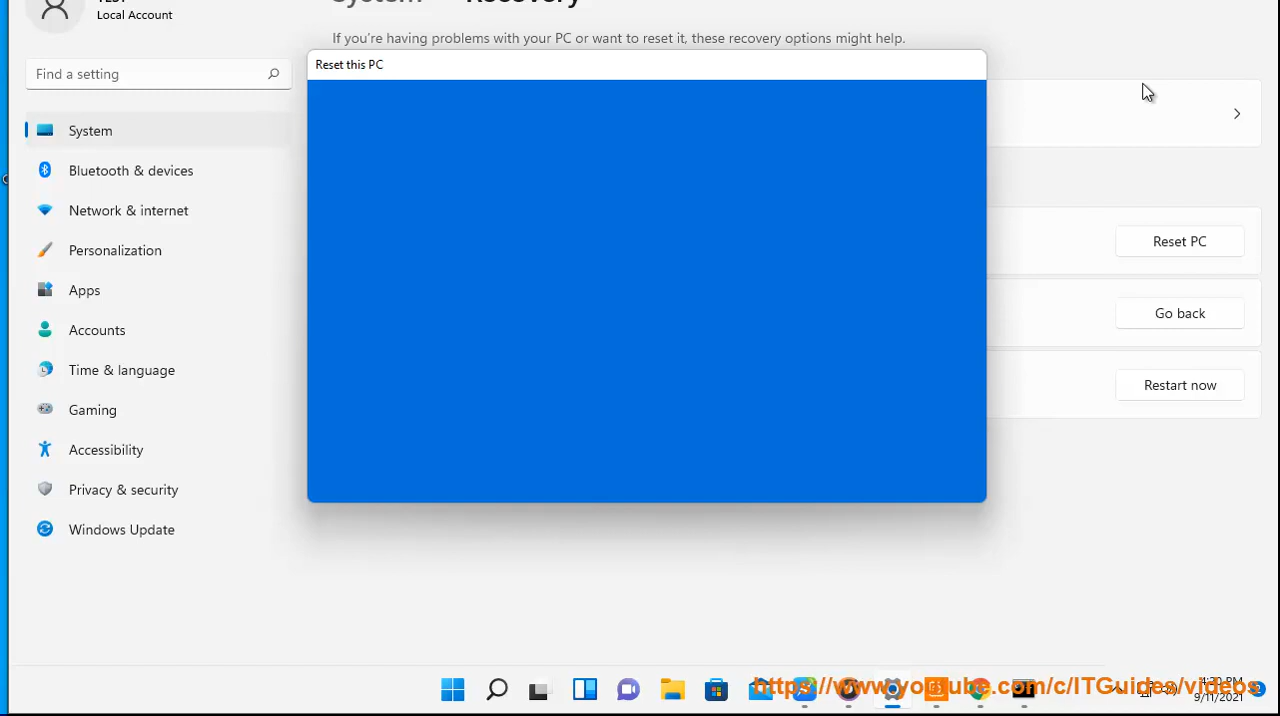 Local Account
Recovery
If you're having problems with your PC or want to reset it, these recovery options might help.
Reset this PC
Find a setting
System
Bluetooth & devices
Network & internet
Personalization
Apps
Accounts
Time & language
Gaming
Accessibility
Privacy & security
Windows Update
Reset PC
Go back
Restart now
https://www.youtube.com/c/ITGuides/videos
9/11/2021